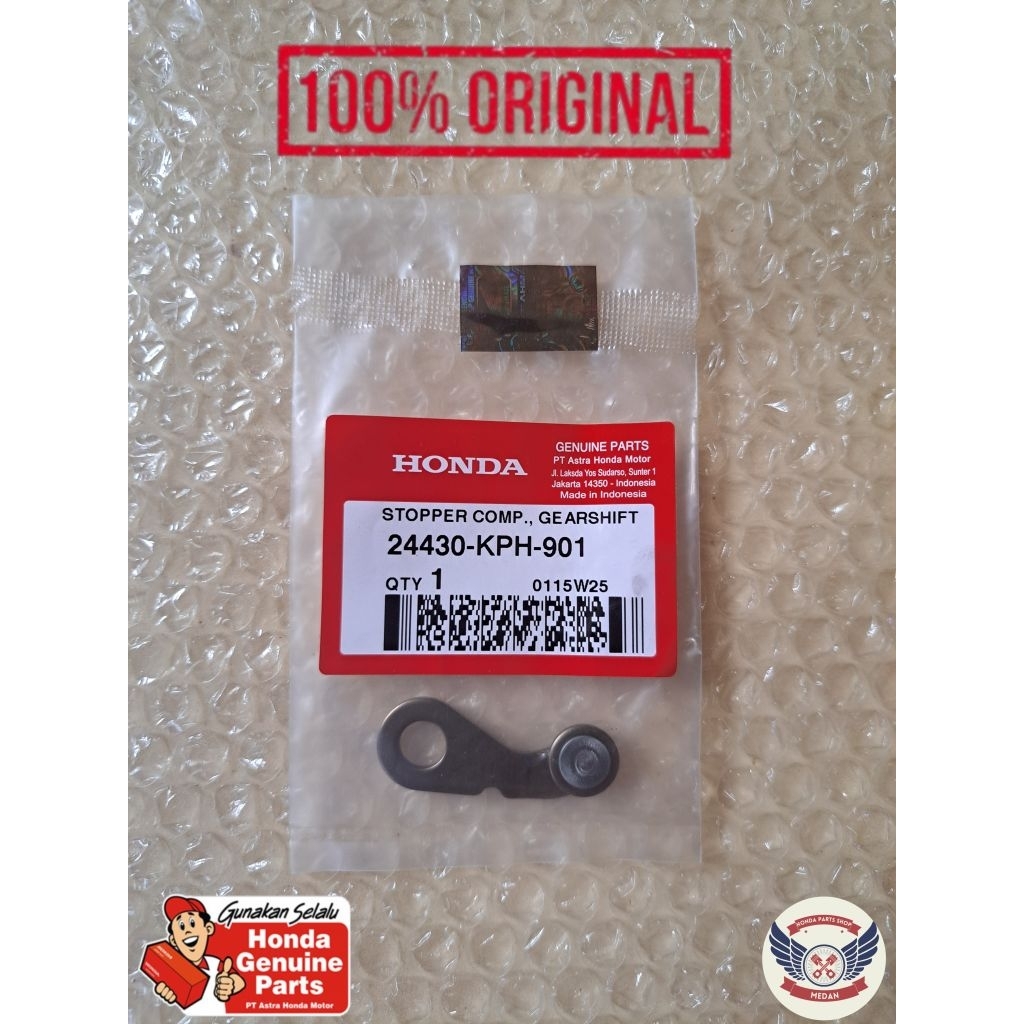 100% ORIGINAL
HONDA
GENUINE PARTS
PT Astra Honda Motor
Jl. Laksda Yos Sudarso, Sunter 1
Jakarta 14350 - Indonesia
Made in Indonesia
STOPPER COMP., GEARSHIFT
24430-KPH-901
QTY 1 0115W25
Gunakan Selalu
Honda
Genuine
Parts
PT Astra Honda Motor
HONDA PARTS SHOP
MEDAN